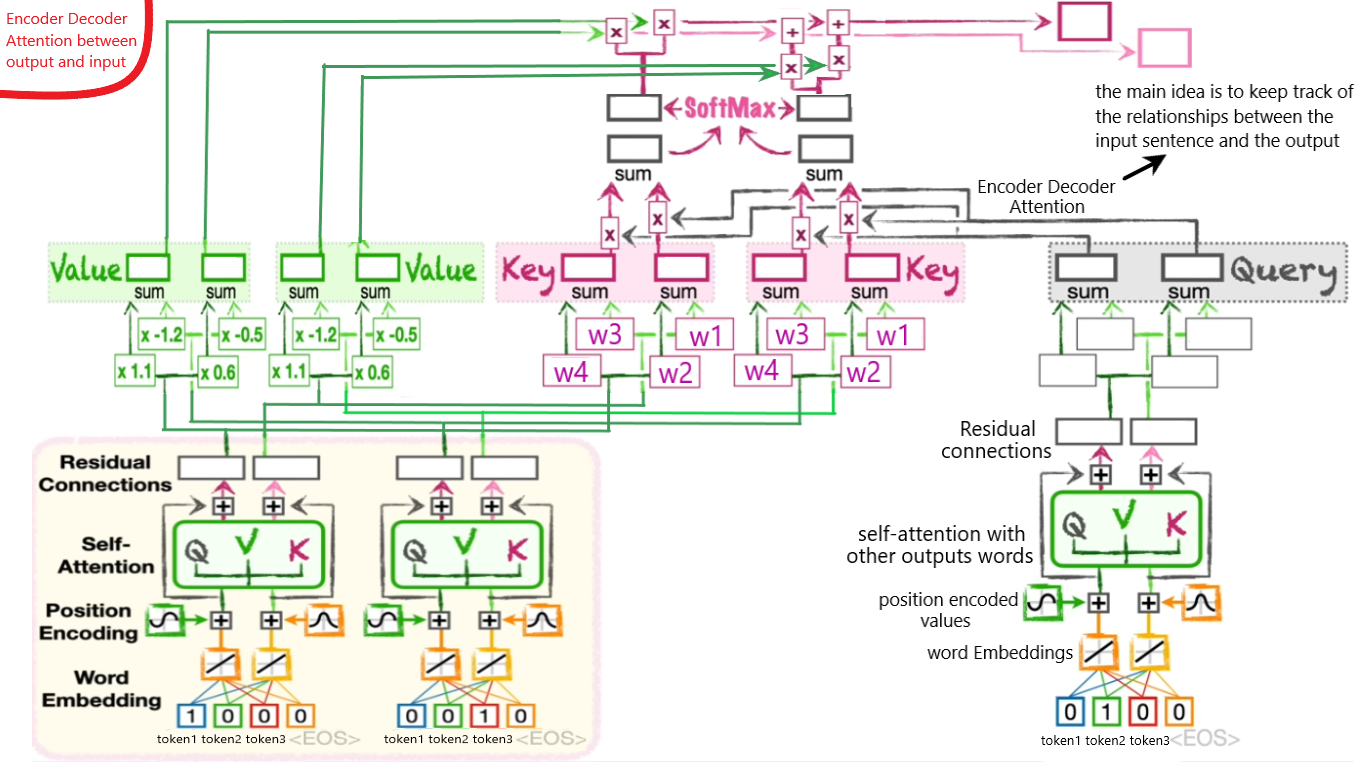 Encoder Decoder
Attention between
output and input
x
x
+
+
x
x
SoftMax
the main idea is to keep track of
the relationships between the
input sentence and the output
sum
sum
Encoder Decoder
Attention
x
x
x
x
Value
Value
Key
Key
Query
sum
sum
sum
sum
sum
sum
sum
sum
sum
sum
x -1.2
x -0.5
x -1.2
x -0.5
w3
w1
w3
w1
x 1.1
x 0.6
x 1.1
x 0.6
w4
w2
w4
w2
Residual
Connections
Residual
connections
+
+
+
+
+
+
Self-
Attention
Q V K
Q V K
self-attention with
other outputs words
Q V K
Position
Encoding
+
+
+
+
position encoded
values
+
+
Word
Embedding
word Embeddings
1 0 0 0
0 0 1 0
0 1 0 0
token1 token2 token3 <EOS>
token1 token2 token3 <EOS>
token1 token2 token3 <EOS>